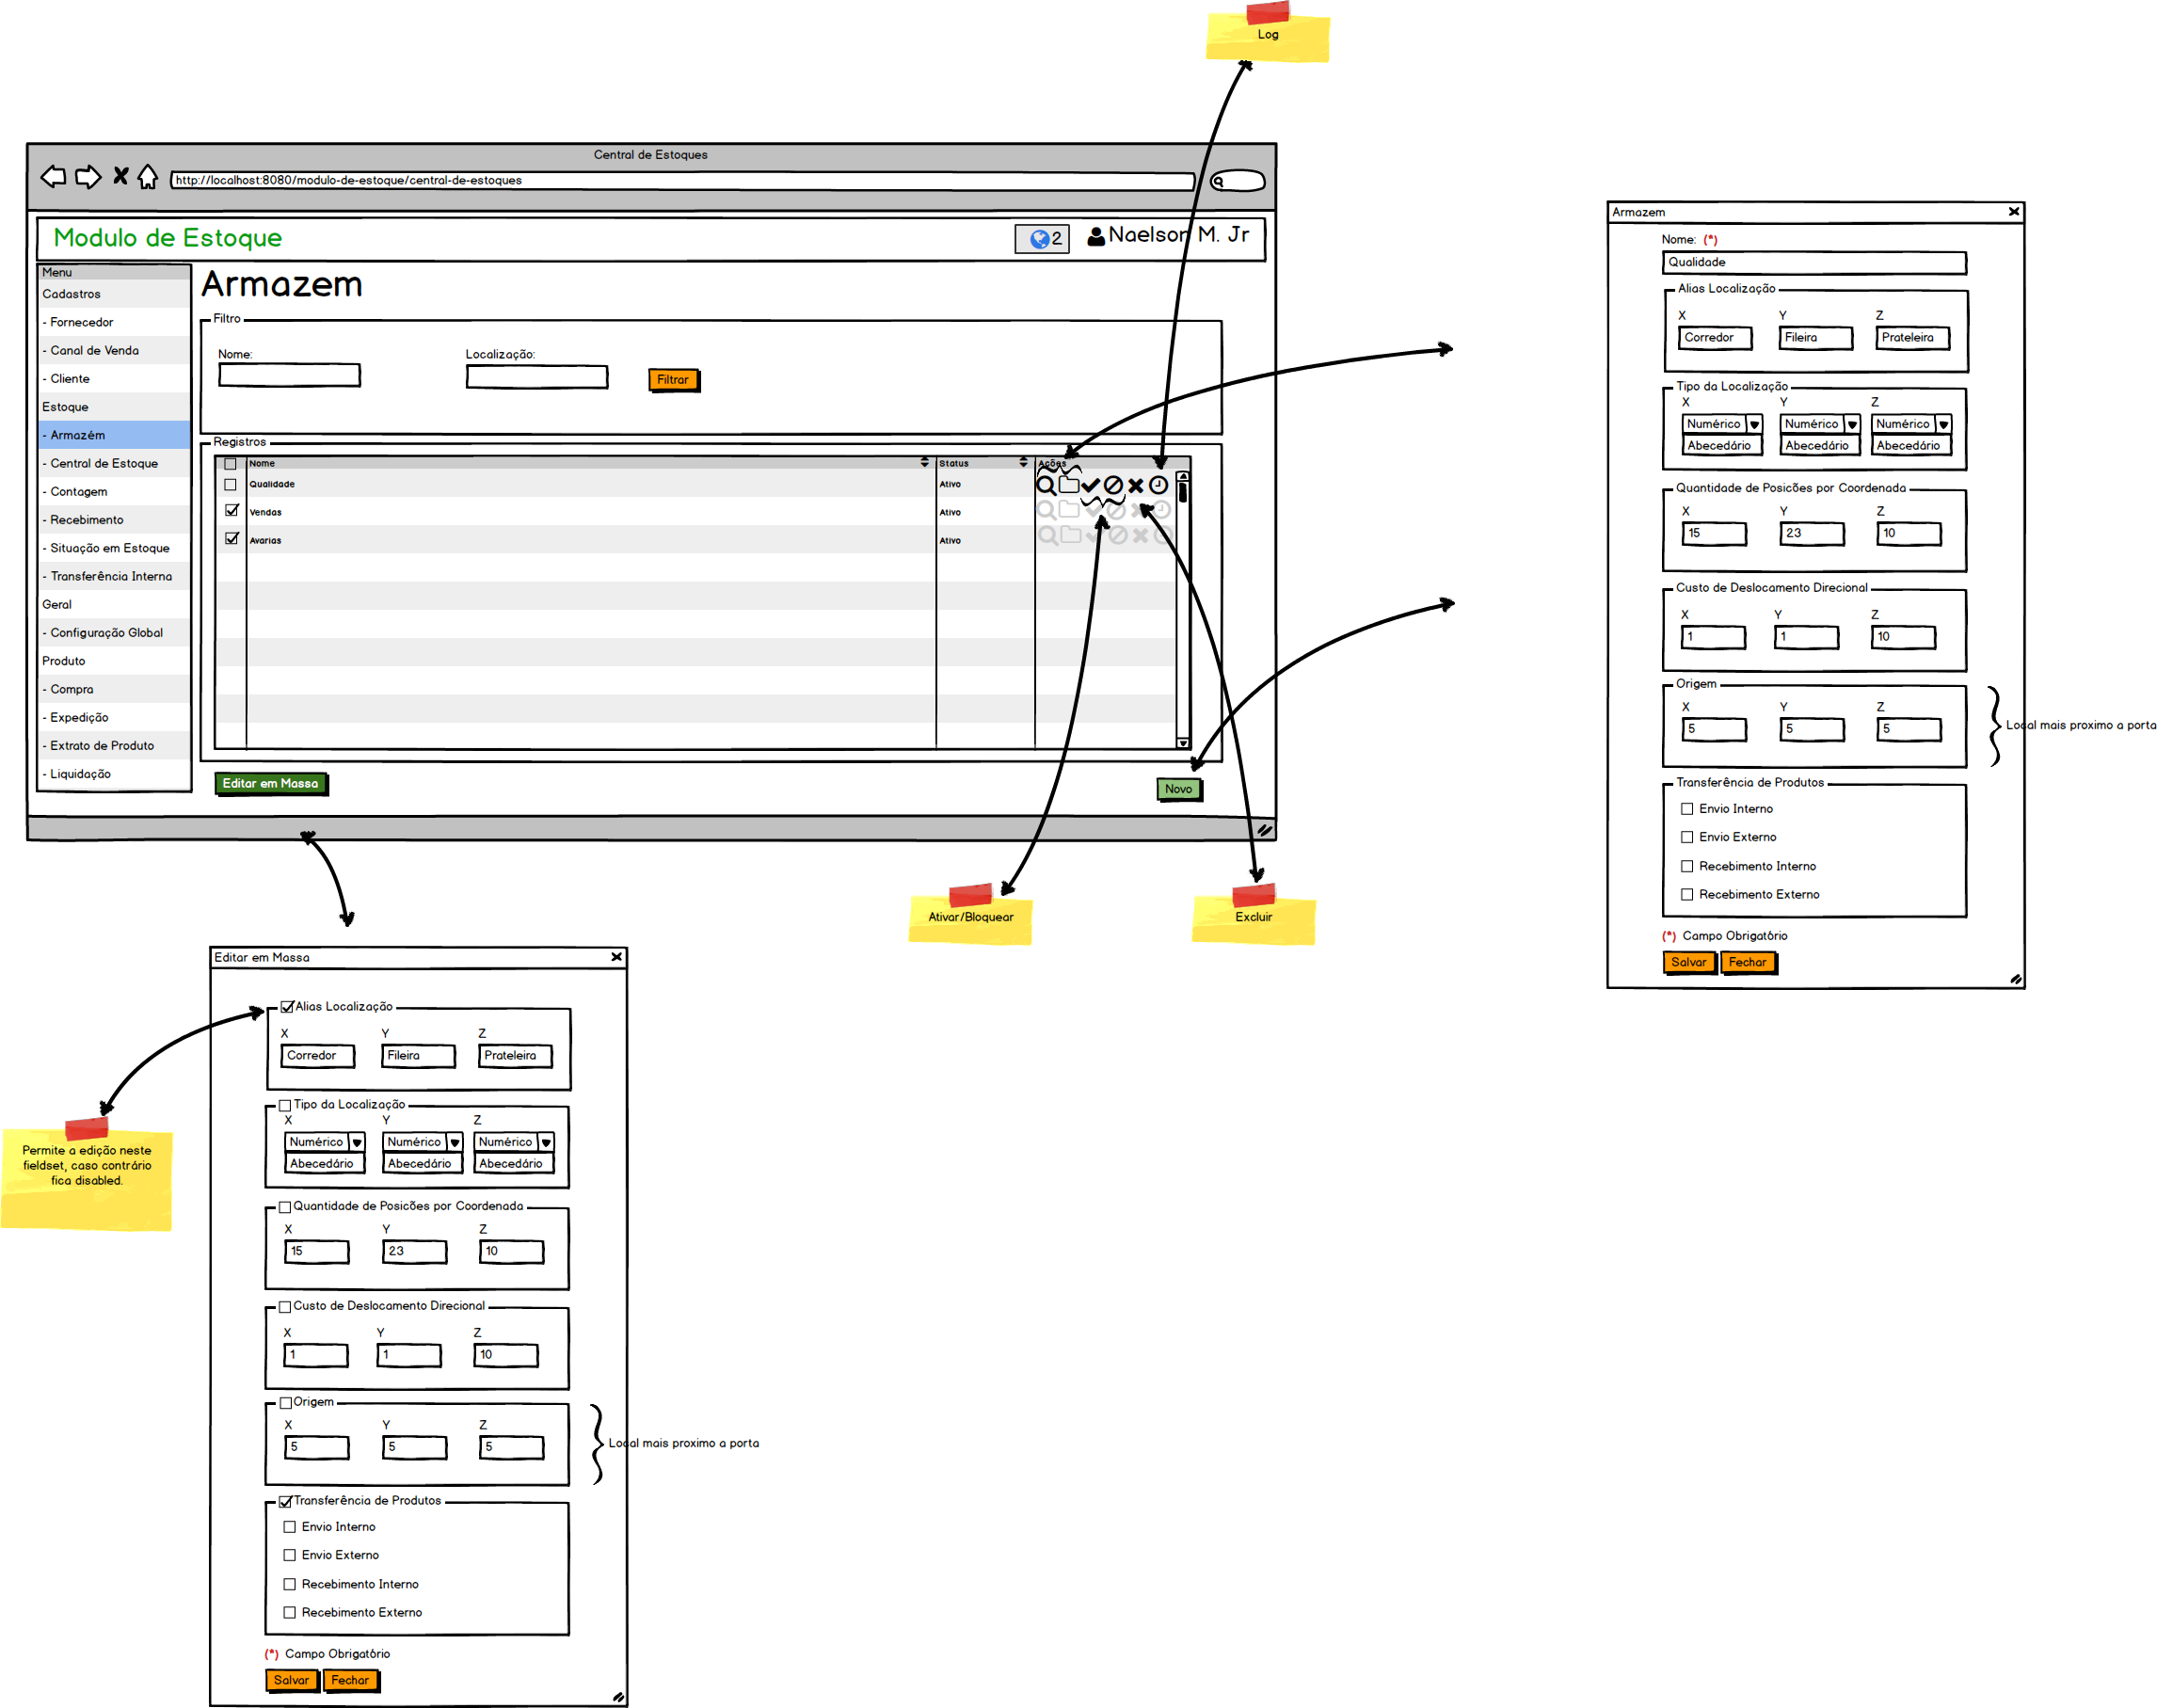 Log
Central de Estoques
http://localhost:8080/modulo-de-estoque/central-de-estoques
Modulo de Estoque
2
Naelson M. Jr
Menu
Cadastros
- Fornecedor
- Canal de Venda
- Cliente
Estoque
- Armazém
- Central de Estoque
- Contagem
- Recebimento
- Situação em Estoque
- Transferência Interna
Geral
- Configuração Global
Produto
- Compra
- Expedição
- Extrato de Produto
- Liquidação
Armazem
Filtro
Nome:
Localização:
Filtrar
Registros
Nome Status Ações
Qualidade Ativo
Vendas Ativo
Avarias Ativo
Editar em Massa
Novo
Ativar/Bloquear
Excluir
Armazem
Nome: (*)
Qualidade
Alias Localização
X Y Z
Corredor Fileira Prateleira
Tipo da Localização
X Y Z
Numérico Numérico Numérico
Abecedário Abecedário Abecedário
Quantidade de Posicões por Coordenada
X Y Z
15 23 10
Custo de Deslocamento Direcional
X Y Z
1 1 10
Origem
X Y Z
5 5 5
Local mais proximo a porta
Transferência de Produtos
Envio Interno
Envio Externo
Recebimento Interno
Recebimento Externo
(*) Campo Obrigatório
Salvar Fechar
Editar em Massa
Alias Localização
X Y Z
Corredor Fileira Prateleira
Permite a edição neste
fieldset, caso contrário
fica disabled.
Tipo da Localização
X Y Z
Numérico Numérico Numérico
Abecedário Abecedário Abecedário
Quantidade de Posicões por Coordenada
X Y Z
15 23 10
Custo de Deslocamento Direcional
X Y Z
1 1 10
Origem
X Y Z
5 5 5
Local mais proximo a porta
Transferência de Produtos
Envio Interno
Envio Externo
Recebimento Interno
Recebimento Externo
(*) Campo Obrigatório
Salvar Fechar